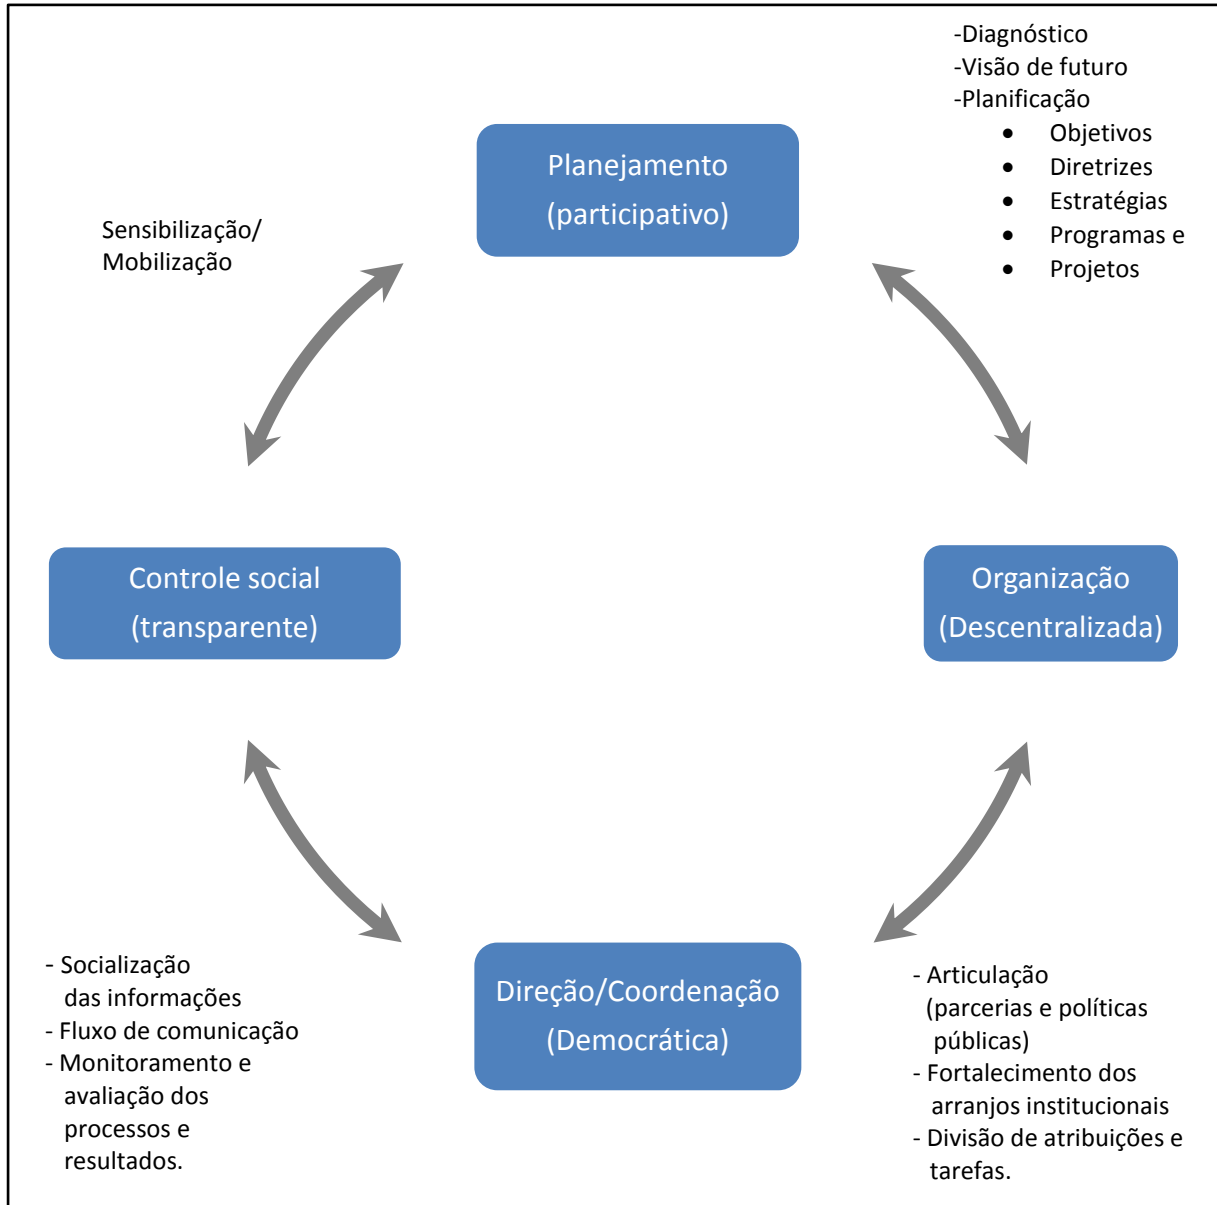 -Diagnóstico
-Visão de futuro
-Planificação
• Objetivos
• Diretrizes
• Estratégias
• Programas e
• Projetos
Planejamento
(participativo)
Sensibilização/
Mobilização
Controle social
(transparente)
Organização
(Descentralizada)
Direção/Coordenação
(Democrática)
- Socialização
das informações
- Fluxo de comunicação
- Monitoramento e
avaliação dos
processos e
resultados.
- Articulação
(parcerias e políticas
públicas)
- Fortalecimento dos
arranjos institucionais
- Divisão de atribuições e
tarefas.